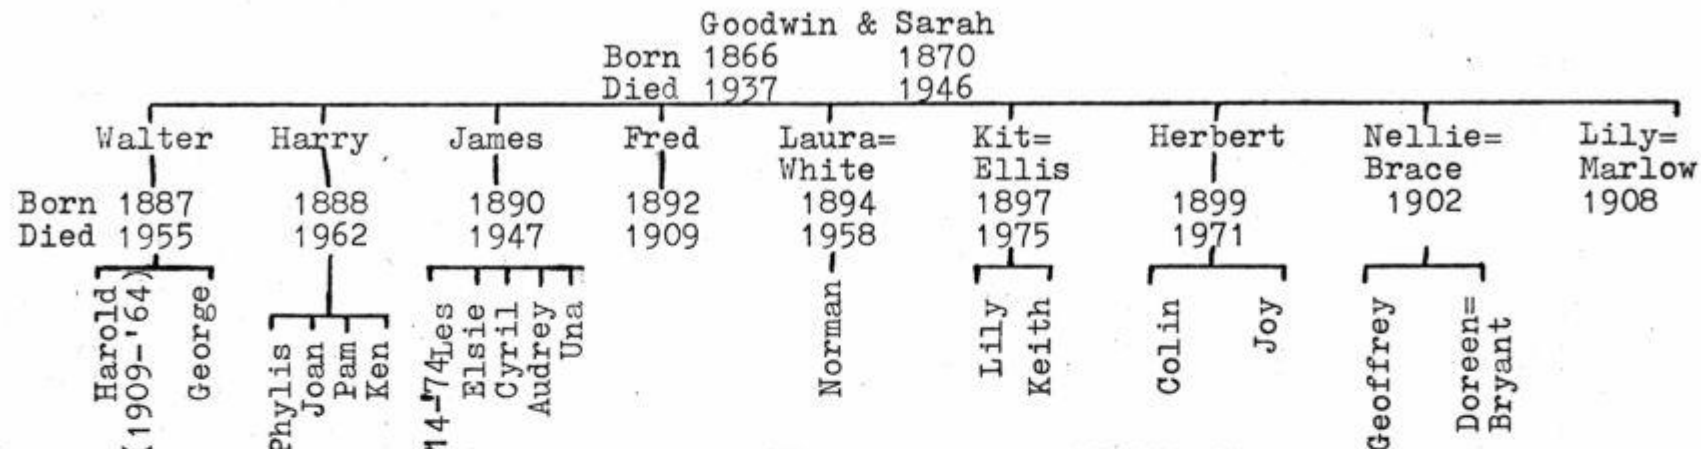 Goodwin & Sarah
Born 1866 1870
Died 1937 1946
Walter Harry James Fred Laura= Kit= Herbert Nellie= Lily=
White Ellis Brace Marlow
Born 1887 1888 1890 1892 1894 1897 1899 1902 1908
Died 1955 1962 1947 1909 1958 1975 1971
Harold
(1909-'64)
George
Phylis
Joan
Pam
Ken
14-'74 Les
Elsie
Cyril
Audrey
Una
Norman
Lily
Keith
Colin
Joy
Geoffrey
Doreen=
Bryant